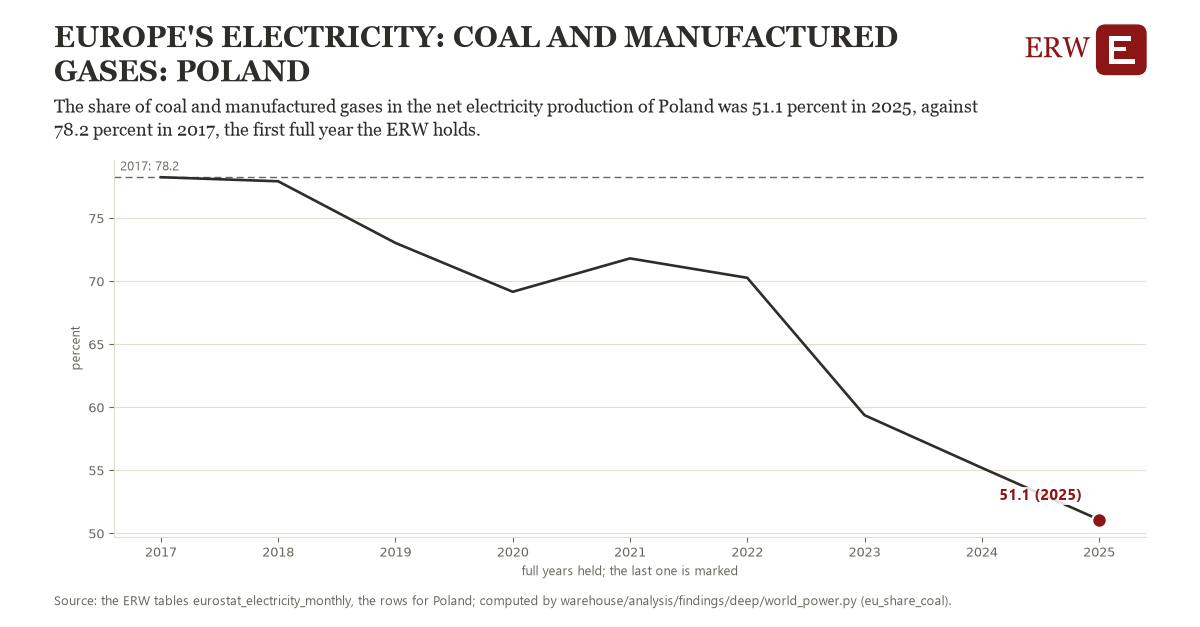 EUROPE'S ELECTRICITY: COAL AND MANUFACTURED
GASES: POLAND
ERW E
The share of coal and manufactured gases in the net electricity production of Poland was 51.1 percent in 2025, against
78.2 percent in 2017, the first full year the ERW holds.
2017: 78.2
75
70
65
60
55
50
percent
51.1 (2025)
2017 2018 2019 2020 2021 2022 2023 2024 2025
full years held; the last one is marked
Source: the ERW tables eurostat_electricity_monthly, the rows for Poland; computed by warehouse/analysis/findings/deep/world_power.py (eu_share_coal).